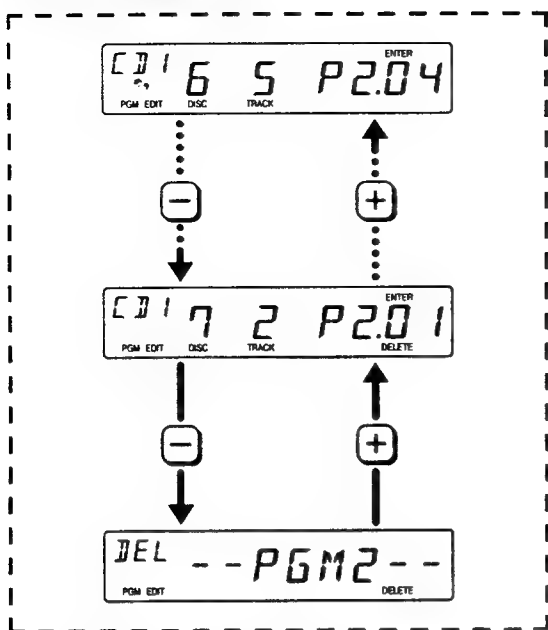 ENTER
CD1 6 5 P2.04
PGM EDIT DISC TRACK
−
+
ENTER
CD1 7 2 P2.01
PGM EDIT DISC TRACK DELETE
−
+
DEL --PGM2--
PGM EDIT DELETE